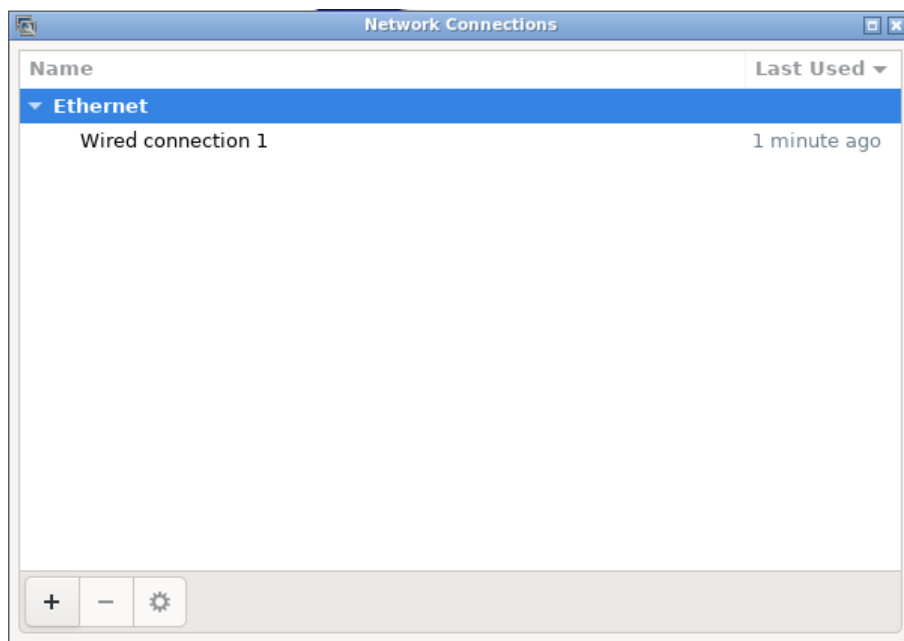 Network Connections
Name Last Used
Ethernet
Wired connection 1 1 minute ago